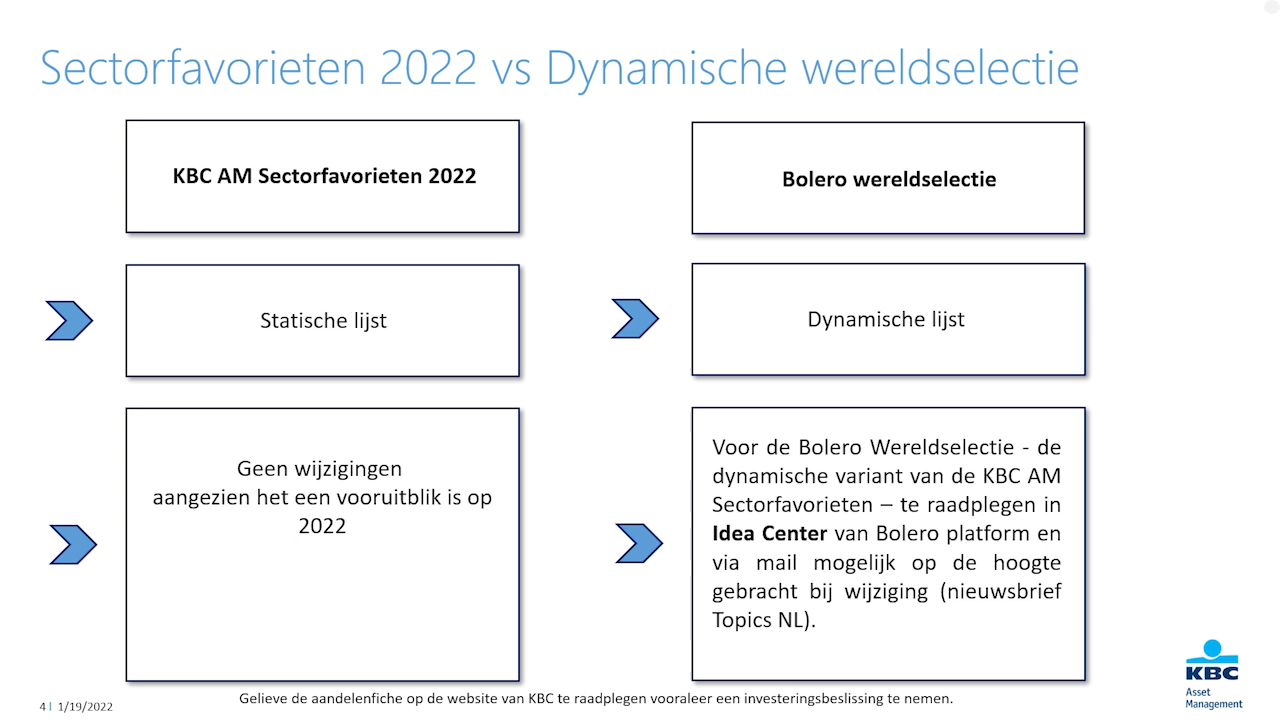 Sectorfavorieten 2022 vs Dynamische wereldselectie
KBC AM Sectorfavorieten 2022
Bolero wereldselectie
Statische lijst
Dynamische lijst
Geen wijzigingen
aangezien het een vooruitblik is op
2022
Voor de Bolero Wereldselectie - de
dynamische variant van de KBC AM
Sectorfavorieten – te raadplegen in
Idea Center van Bolero platform en
via mail mogelijk op de hoogte
gebracht bij wijziging (nieuwsbrief
Topics NL).
Gelieve de aandelenfiche op de website van KBC te raadplegen vooraleer een investeringsbeslissing te nemen.
4 | 1/19/2022
KBC
Asset
Management